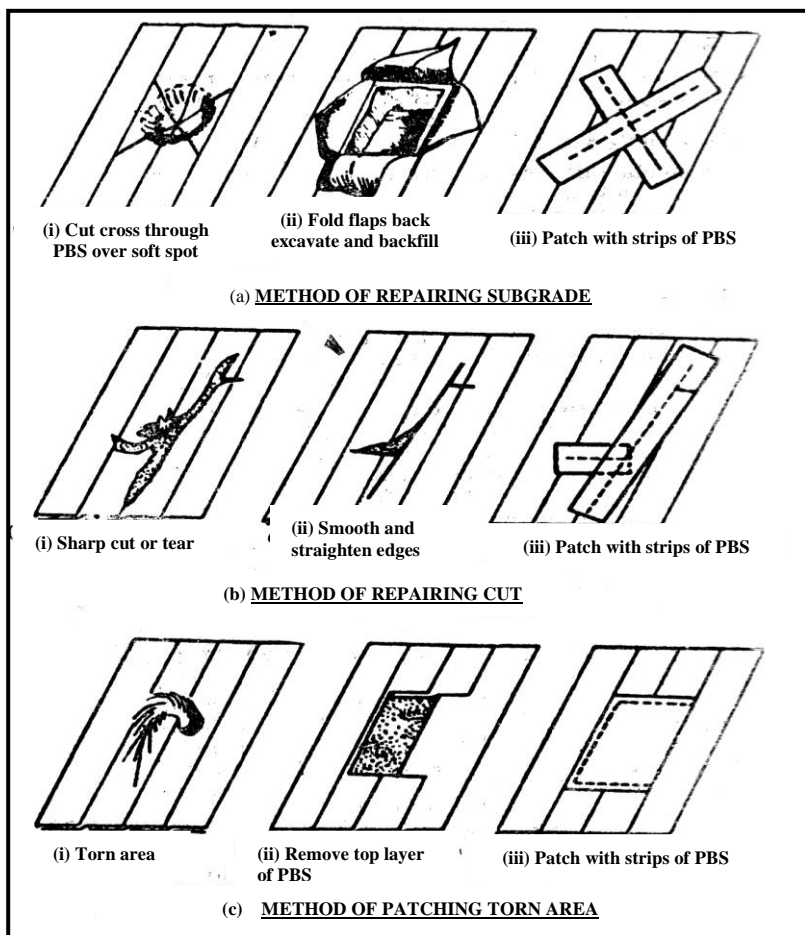 (i) Cut cross through
PBS over soft spot
(ii) Fold flaps back
excavate and backfill
(iii) Patch with strips of PBS
(a) METHOD OF REPAIRING SUBGRADE
(i) Sharp cut or tear
(ii) Smooth and
straighten edges
(iii) Patch with strips of PBS
(b) METHOD OF REPAIRING CUT
(i) Torn area
(ii) Remove top layer
of PBS
(iii) Patch with strips of PBS
(c) METHOD OF PATCHING TORN AREA